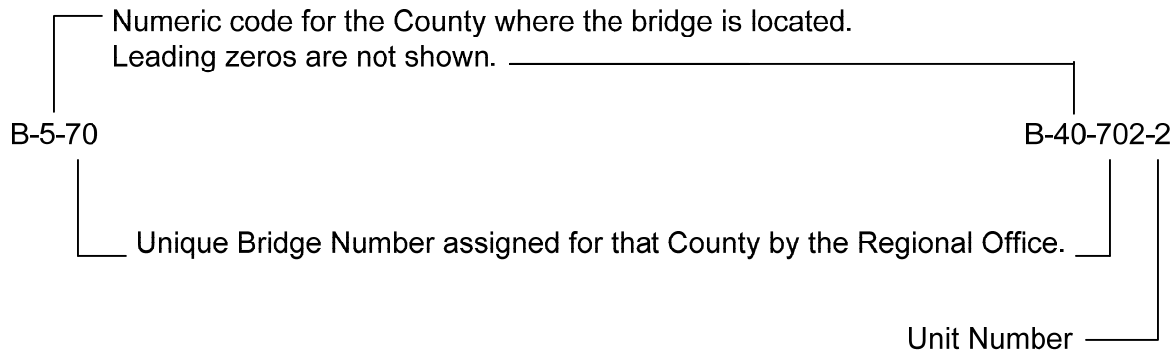 Numeric code for the County where the bridge is located.
Leading zeros are not shown.
B-5-70
B-40-702-2
Unique Bridge Number assigned for that County by the Regional Office.
Unit Number